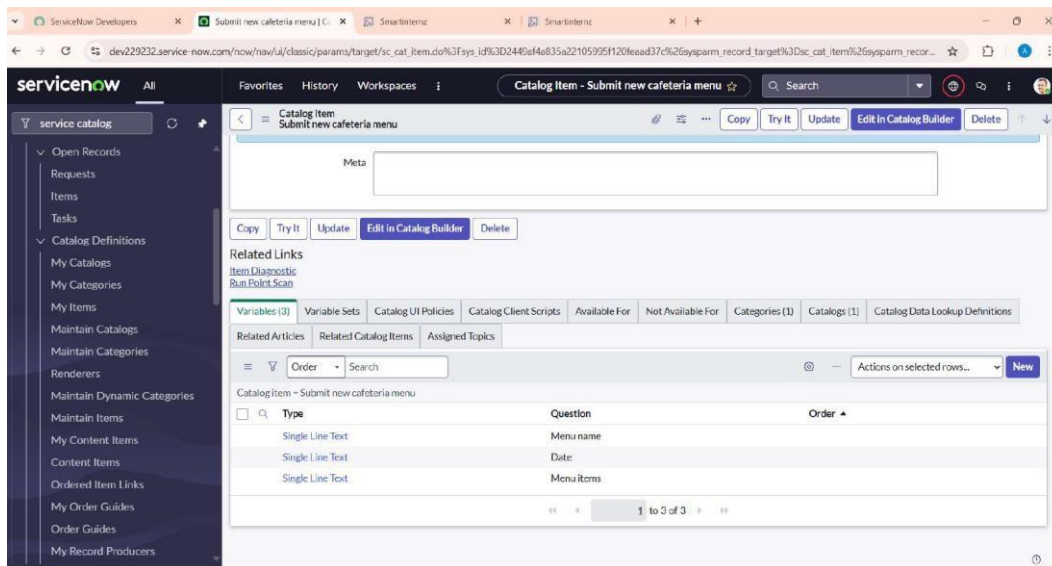 ServiceNow Developers
Submit new cafeteria menu | Ca
Smartinternz
Smartinternz
dev229232.service-now.com/now/nav/ui/classic/params/target/sc_cat_item.do%3Fsys_id%3D2449af4a835a22105995f120feaad37c%26sysparm_record_target%3Dsc_cat_item%26sysparm_recor...
servicenow All Favorites History Workspaces Catalog Item - Submit new cafeteria menu Search
service catalog
Catalog Item
Submit new cafeteria menu
Copy Try It Update Edit in Catalog Builder Delete
Open Records
Requests
Items
Tasks
Catalog Definitions
My Catalogs
My Categories
My Items
Maintain Catalogs
Maintain Categories
Renderers
Maintain Dynamic Categories
Maintain Items
My Content Items
Content Items
Ordered Item Links
My Order Guides
Order Guides
My Record Producers
Meta
Copy Try It Update Edit in Catalog Builder Delete
Related Links
Item Diagnostic
Run Point Scan
Variables (3) Variable Sets Catalog UI Policies Catalog Client Scripts Available For Not Available For Categories (1) Catalogs (1) Catalog Data Lookup Definitions
Related Articles Related Catalog Items Assigned Topics
Order Search Actions on selected rows... New
Catalog item = Submit new cafeteria menu
Type Question Order
Single Line Text Menu name
Single Line Text Date
Single Line Text Menu items
1 to 3 of 3